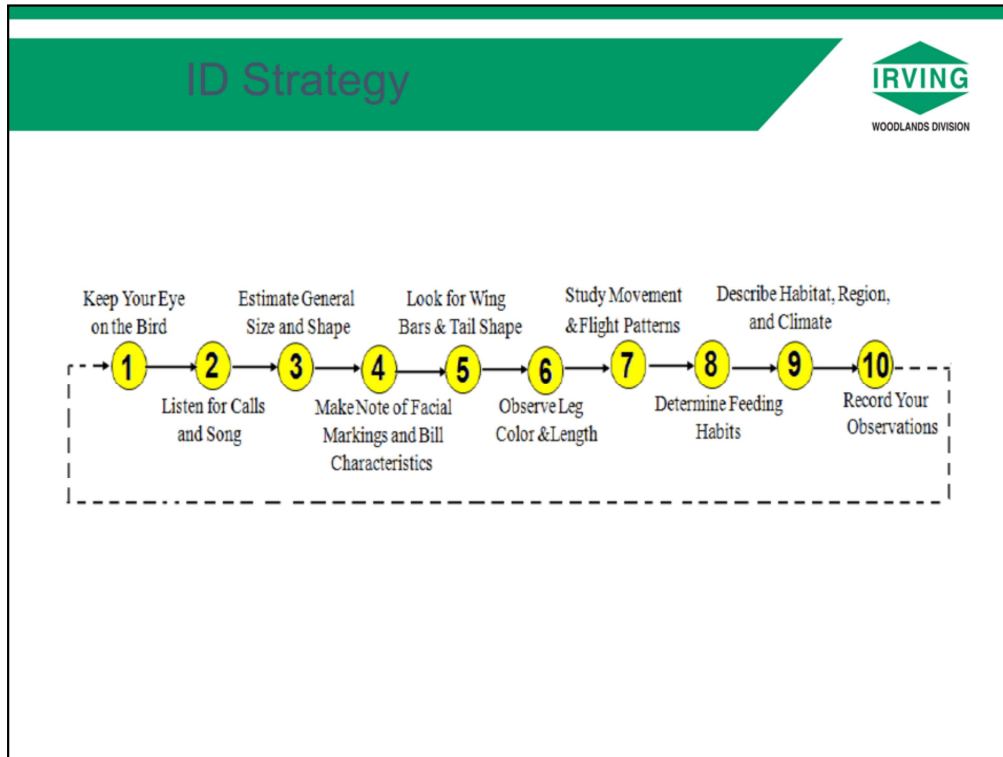 ID Strategy
IRVING
WOODLANDS DIVISION
Keep Your Eye
on the Bird
Estimate General
Size and Shape
Look for Wing
Bars & Tail Shape
Study Movement
&Flight Patterns
Describe Habitat, Region,
and Climate
1 2 3 4 5 6 7 8 9 10
Listen for Calls
and Song
Make Note of Facial
Markings and Bill
Characteristics
Observe Leg
Color &Length
Determine Feeding
Habits
Record Your
Observations